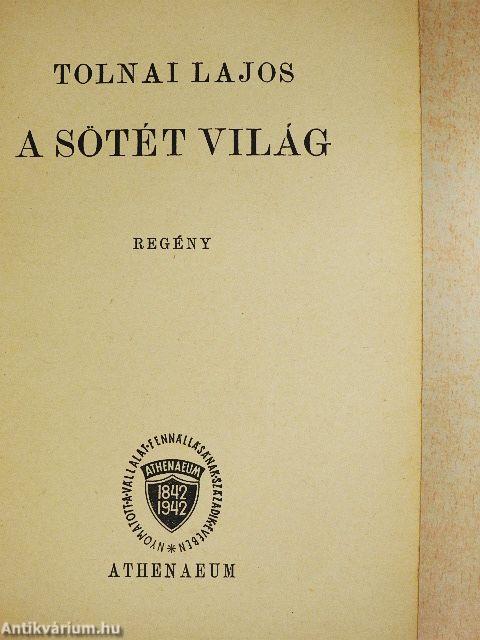 TOLNAI LAJOS
A SÖTÉT VILÁG
REGÉNY
NYOMATOTT·A·VÁLLALAT·FENNÁLLÁSÁNAK·SZÁZADIK·ÉVÉBEN
ATHENAEUM
1842
1942
ATHENAEUM
Antikvárium.hu